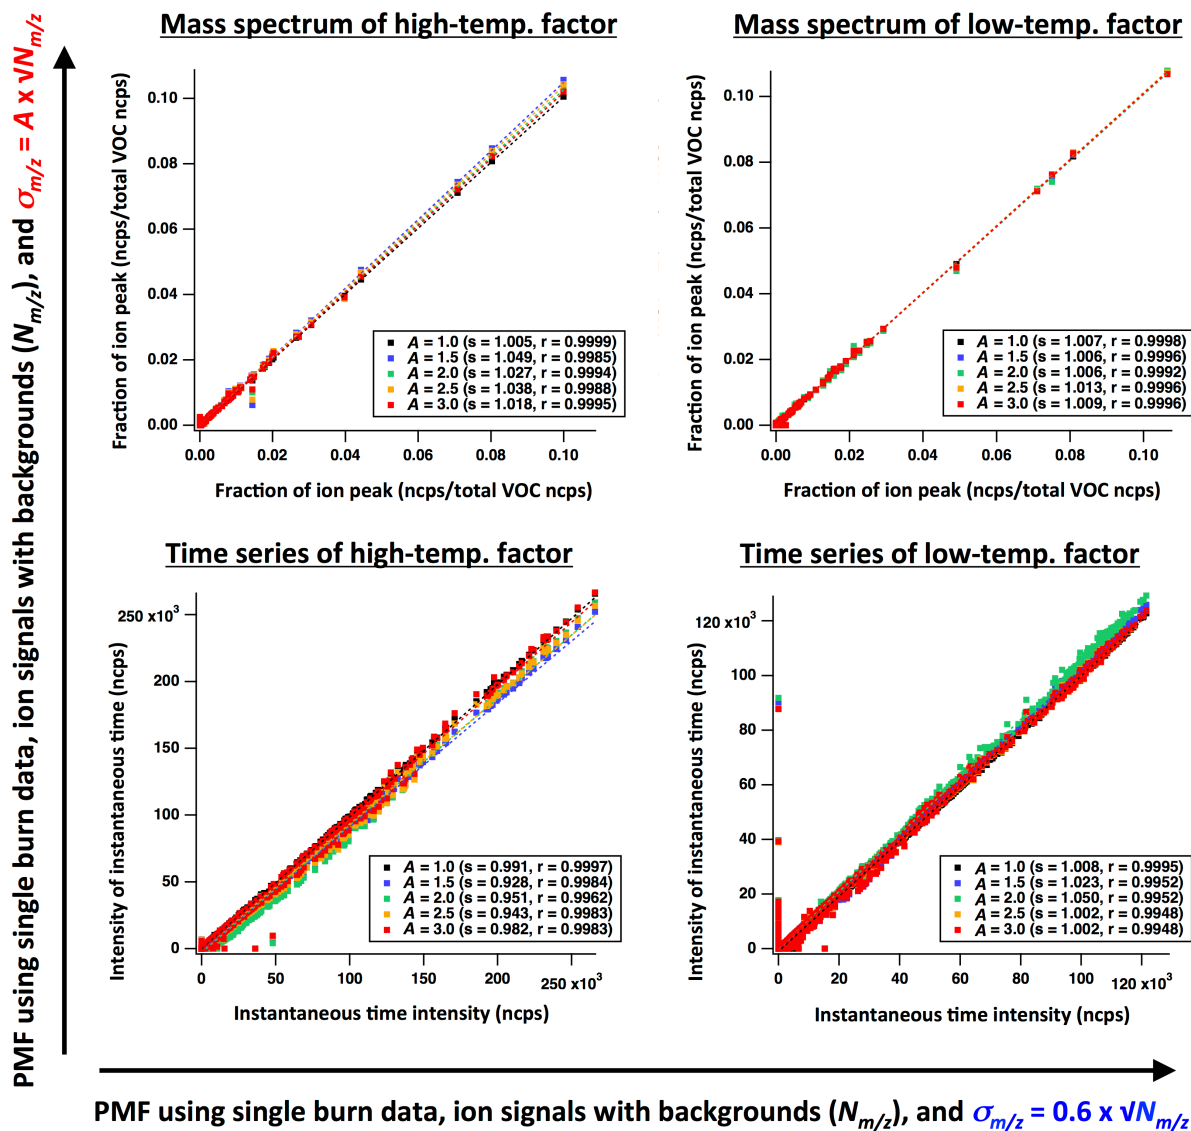 PMF using single burn data, ion signals with backgrounds (Nm/z), and σm/z = A x √Nm/z
Mass spectrum of high-temp. factor
Fraction of ion peak (ncps/total VOC ncps)
0.10
0.08
0.06
0.04
0.02
0.00
A = 1.0 (s = 1.005, r = 0.9999)
A = 1.5 (s = 1.049, r = 0.9985)
A = 2.0 (s = 1.027, r = 0.9994)
A = 2.5 (s = 1.038, r = 0.9988)
A = 3.0 (s = 1.018, r = 0.9995)
0.00 0.02 0.04 0.06 0.08 0.10
Fraction of ion peak (ncps/total VOC ncps)
Mass spectrum of low-temp. factor
Fraction of ion peak (ncps/total VOC ncps)
0.10
0.08
0.06
0.04
0.02
0.00
A = 1.0 (s = 1.007, r = 0.9998)
A = 1.5 (s = 1.006, r = 0.9996)
A = 2.0 (s = 1.006, r = 0.9992)
A = 2.5 (s = 1.013, r = 0.9996)
A = 3.0 (s = 1.009, r = 0.9996)
0.00 0.02 0.04 0.06 0.08 0.10
Fraction of ion peak (ncps/total VOC ncps)
Time series of high-temp. factor
Intensity of instantaneous time (ncps)
250 x10³
200
150
100
50
0
A = 1.0 (s = 0.991, r = 0.9997)
A = 1.5 (s = 0.928, r = 0.9984)
A = 2.0 (s = 0.951, r = 0.9962)
A = 2.5 (s = 0.943, r = 0.9983)
A = 3.0 (s = 0.982, r = 0.9983)
0 50 100 150 200 250 x10³
Instantaneous time intensity (ncps)
Time series of low-temp. factor
Intensity of instantaneous time (ncps)
120 x10³
100
80
60
40
20
0
A = 1.0 (s = 1.008, r = 0.9995)
A = 1.5 (s = 1.023, r = 0.9952)
A = 2.0 (s = 1.050, r = 0.9952)
A = 2.5 (s = 1.002, r = 0.9948)
A = 3.0 (s = 1.002, r = 0.9948)
0 20 40 60 80 100 120 x10³
Instantaneous time intensity (ncps)
PMF using single burn data, ion signals with backgrounds (Nm/z), and σm/z = 0.6 x √Nm/z